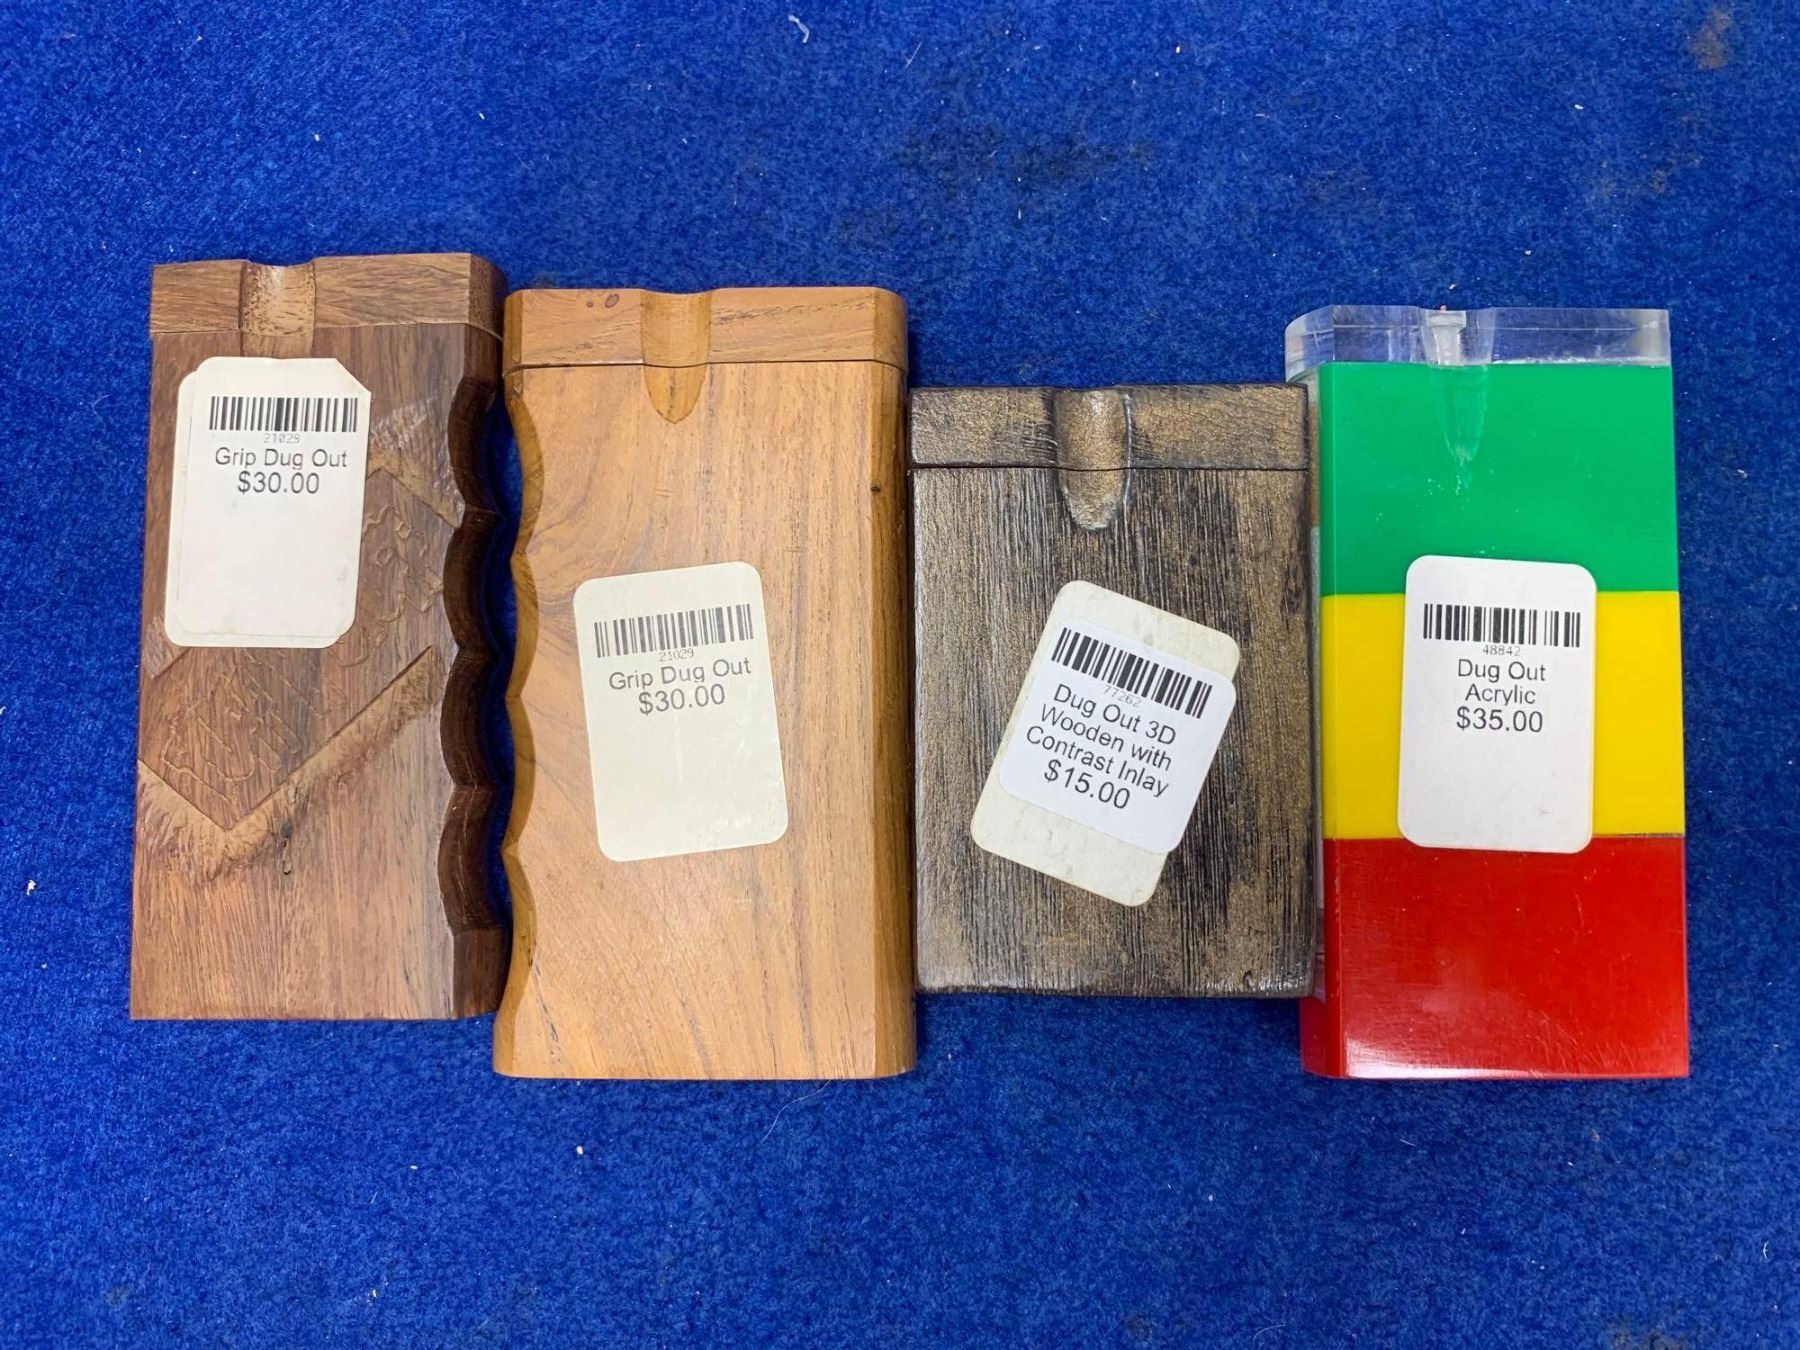 21029
Grip Dug Out
$30.00
21029
Grip Dug Out
$30.00
77262
Dug Out 3D
Wooden with
Contrast Inlay
$15.00
48842
Dug Out
Acrylic
$35.00